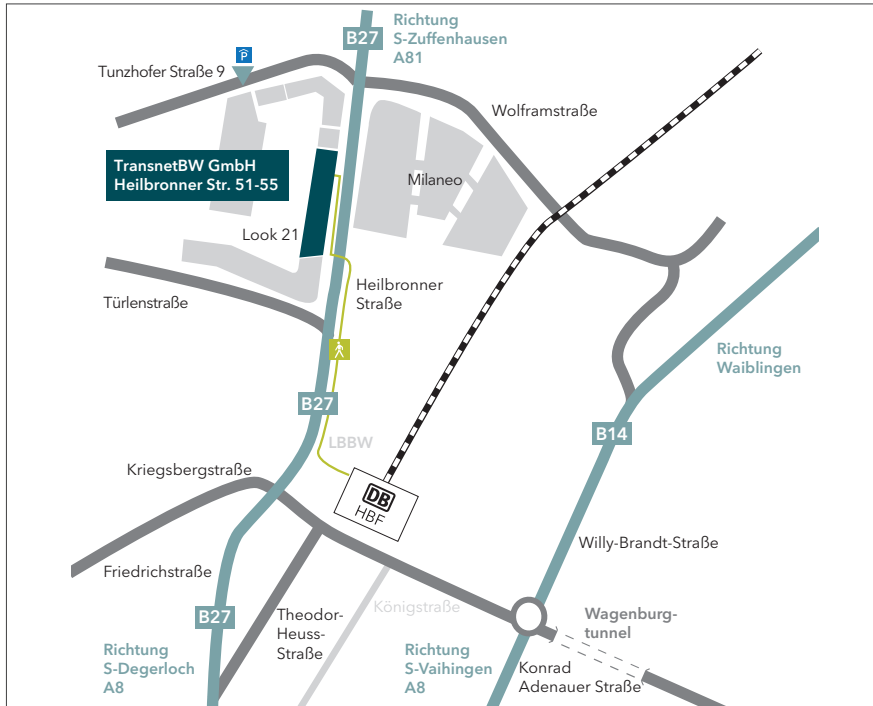 Richtung
S-Zuffenhausen
A81
B27
P
Tunzhofer Straße 9
Wolframstraße
TransnetBW GmbH
Heilbronner Str. 51-55
Milaneo
Look 21
Heilbronner
Straße
Türlenstraße
Richtung
Waiblingen
B27
B14
LBBW
Kriegsbergstraße
DB
HBF
Willy-Brandt-Straße
Friedrichstraße
B27
Theodor-
Heuss-
Straße
Königstraße
Wagenburg-
tunnel
Richtung
S-Degerloch
A8
Richtung
S-Vaihingen
A8
Konrad
Adenauer Straße